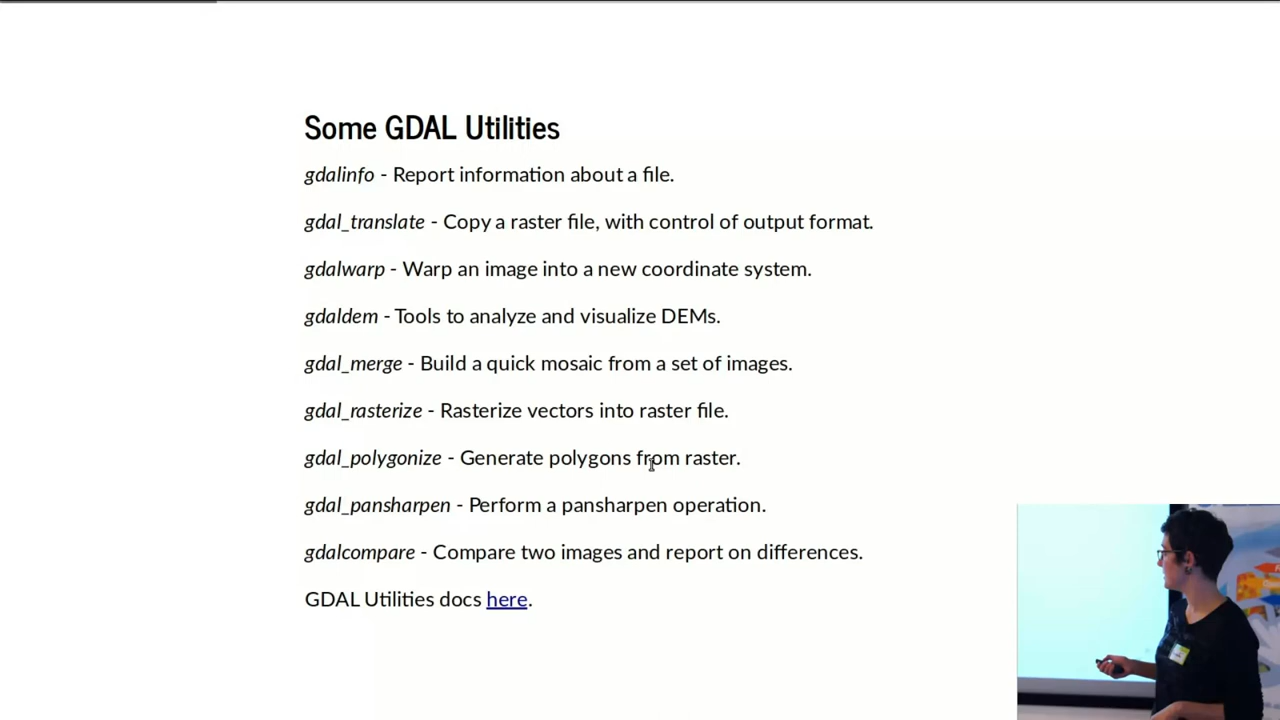 Some GDAL Utilities
gdalinfo - Report information about a file.
gdal_translate - Copy a raster file, with control of output format.
gdalwarp - Warp an image into a new coordinate system.
gdaldem - Tools to analyze and visualize DEMs.
gdal_merge - Build a quick mosaic from a set of images.
gdal_rasterize - Rasterize vectors into raster file.
gdal_polygonize - Generate polygons from raster.
gdal_pansharpen - Perform a pansharpen operation.
gdalcompare - Compare two images and report on differences.
GDAL Utilities docs here.